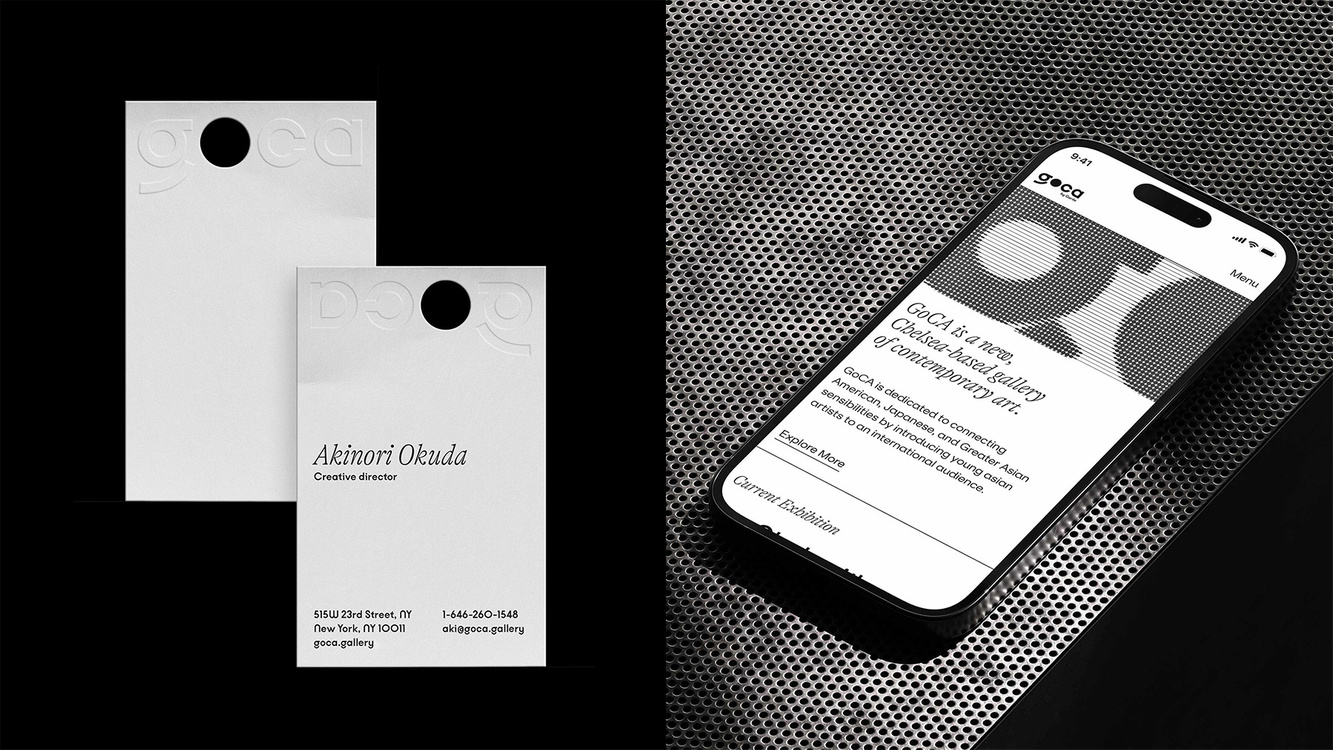 goca
goca
Akinori Okuda
Creative director
515W 23rd Street, NY
New York, NY 10011
goca.gallery
1-646-260-1548
aki@goca.gallery
9:41
goca
Menu
GoCA is a new,
Chelsea-based gallery
of contemporary art.
GoCA is dedicated to connecting
American, Japanese, and Greater Asian
sensibilities by introducing young asian
artists to an international audience.
Explore More
Current Exhibition